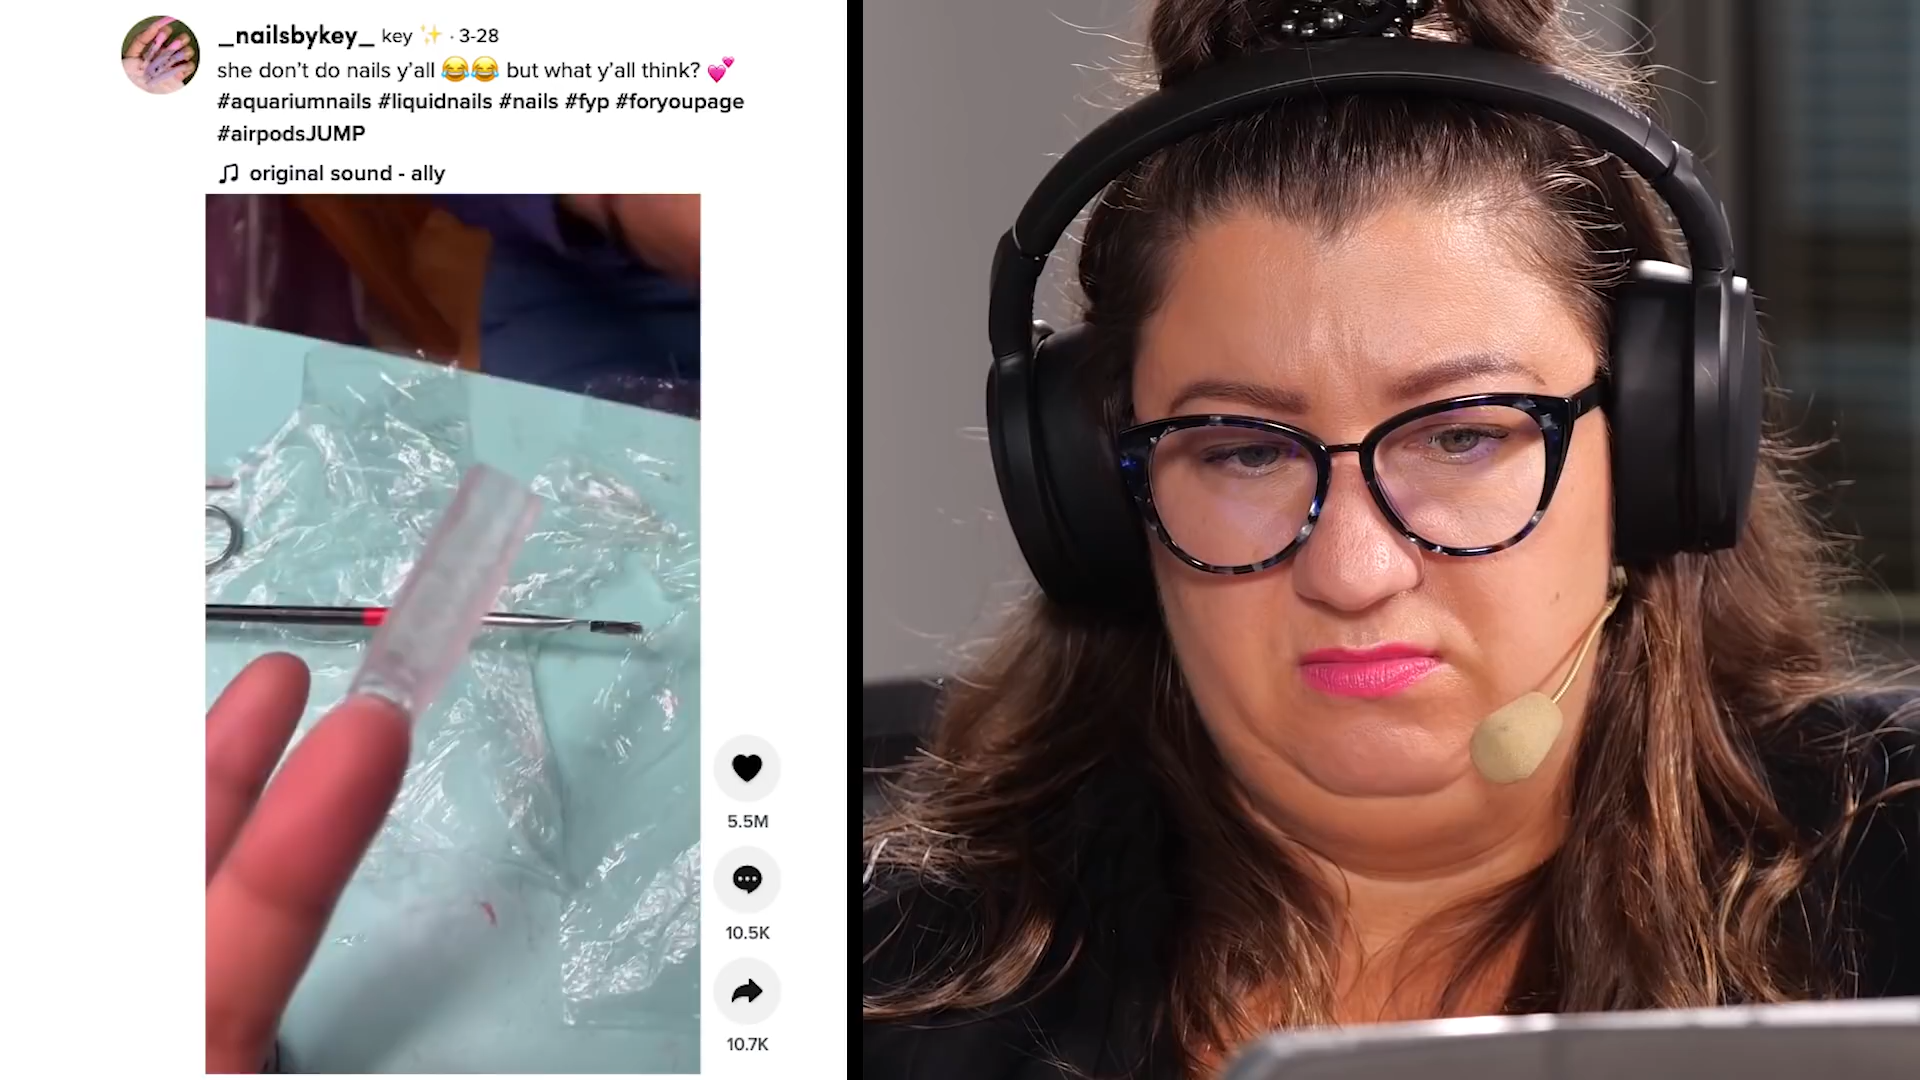 _nailsbykey_ key ✨ · 3-28
she don't do nails y'all 😂😂 but what y'all think? 💕
#aquariumnails #liquidnails #nails #fyp #foryoupage
#airpodsJUMP
♫ original sound - ally
5.5M
10.5K
10.7K
SENNHEISER